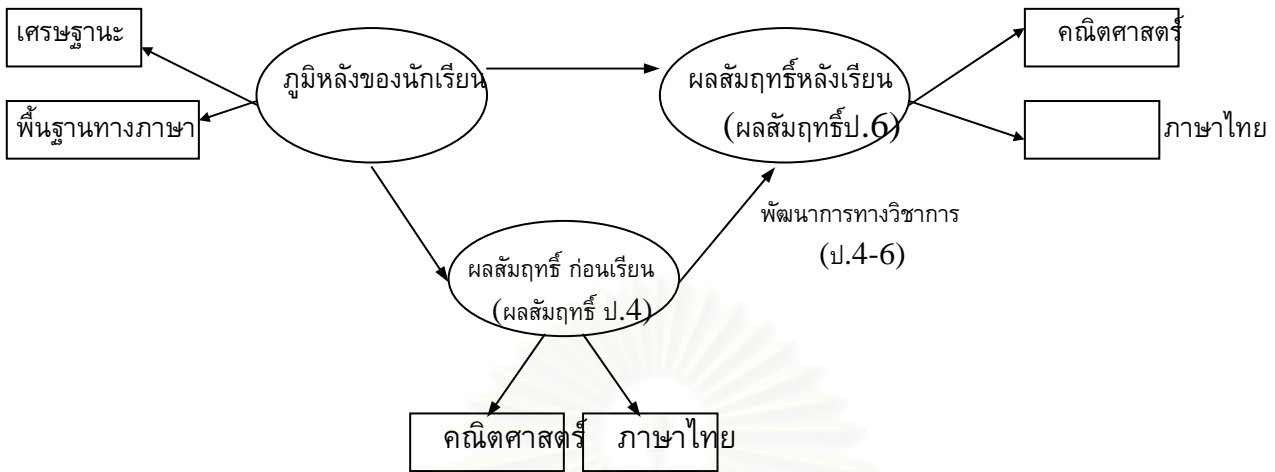 เศรษฐานะ
พื้นฐานทางภาษา
ภูมิหลังของนักเรียน
ผลสัมฤทธิ์หลังเรียน
(ผลสัมฤทธิ์ป.6)
คณิตศาสตร์
ภาษาไทย
พัฒนาการทางวิชาการ
(ป.4-6)
ผลสัมฤทธิ์ ก่อนเรียน
(ผลสัมฤทธิ์ ป.4)
คณิตศาสตร์
ภาษาไทย